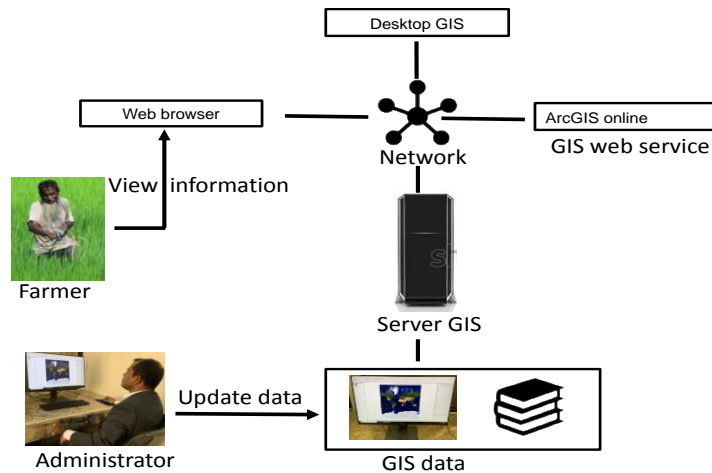 Desktop GIS
Web browser
ArcGIS online
Network
GIS web service
View information
Farmer
Server GIS
Update data
Administrator
GIS data